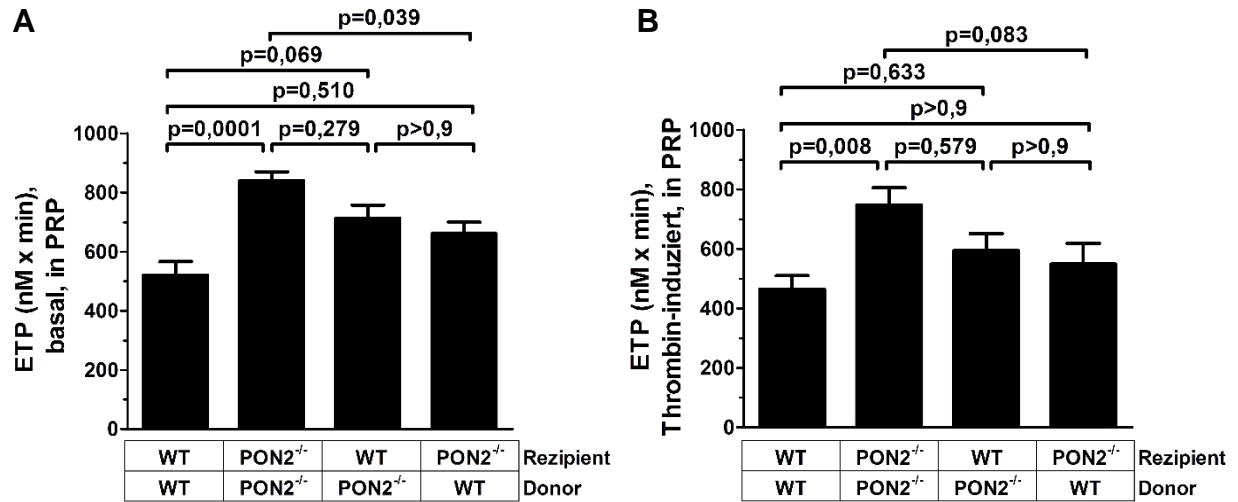 A
p=0,039
p=0,069
p=0,510
p=0,0001 p=0,279 p>0,9
1000
800
600
400
200
0
ETP (nM x min),
basal, in PRP
WT PON2-/- WT PON2-/- Rezipient
WT PON2-/- PON2-/- WT Donor
B
p=0,083
p=0,633
p>0,9
p=0,008 p=0,579 p>0,9
1000
800
600
400
200
0
ETP (nM x min),
Thrombin-induziert, in PRP
WT PON2-/- WT PON2-/- Rezipient
WT PON2-/- PON2-/- WT Donor